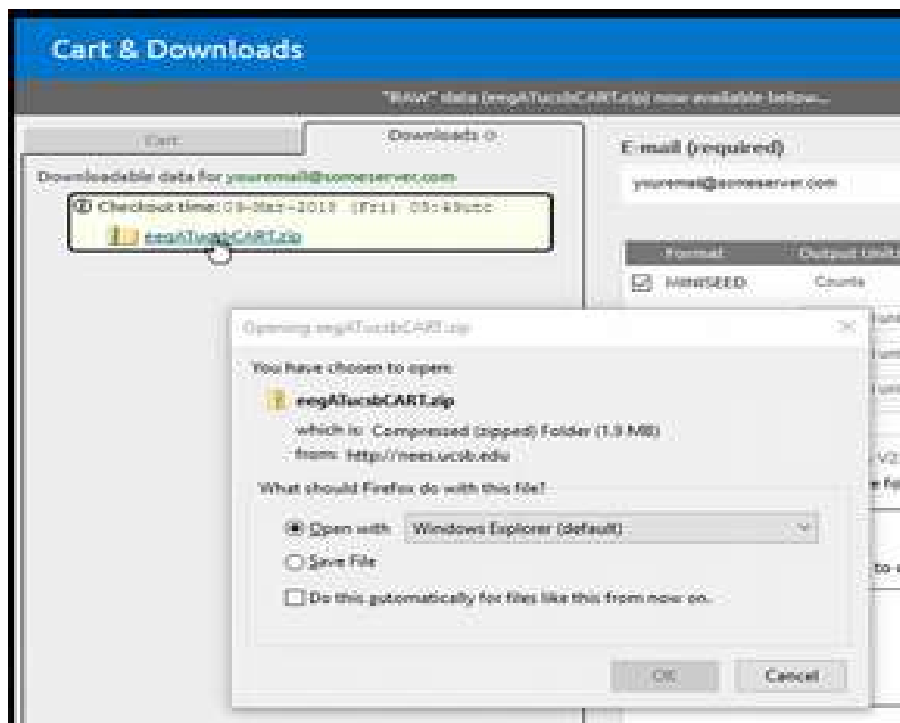 Cart & Downloads
"RAW" data (eegATucsbCART.zip) now available below...
Cart
Downloads
Downloadable data for youremail@someserver.com
Checkout time: 09-Mar-2018 (Fri)
eegATucsbCART.zip
E-mail (required)
youremail@someserver.com
Format Output Unit
MINISEED Counts
Opening eegATucsbCART.zip
You have chosen to open:
eegATucsbCART.zip
which is: Compressed (zipped) Folder (1.9 MB)
from: http://nees.ucsb.edu
What should Firefox do with this file?
Open with Windows Explorer (default)
Save File
Do this automatically for files like this from now on.
OK Cancel